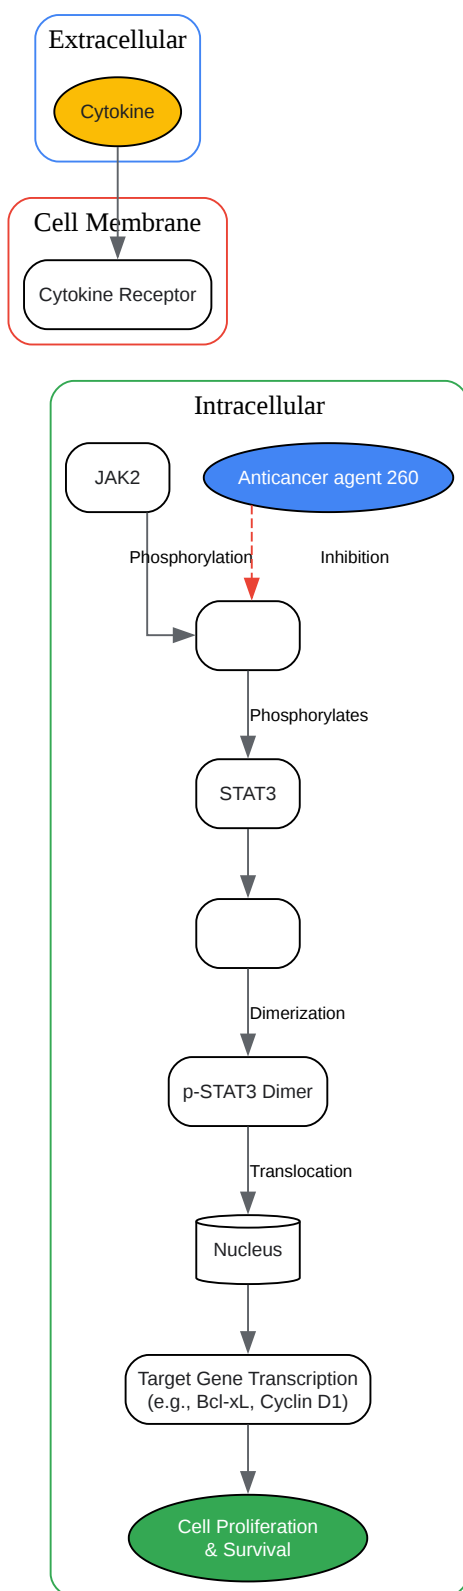 Extracellular
Cytokine
Cell Membrane
Cytokine Receptor
Intracellular
JAK2
Anticancer agent 260
Phosphorylation
Inhibition
Phosphorylates
STAT3
Dimerization
p-STAT3 Dimer
Translocation
Nucleus
Target Gene Transcription
(e.g., Bcl-xL, Cyclin D1)
Cell Proliferation
& Survival